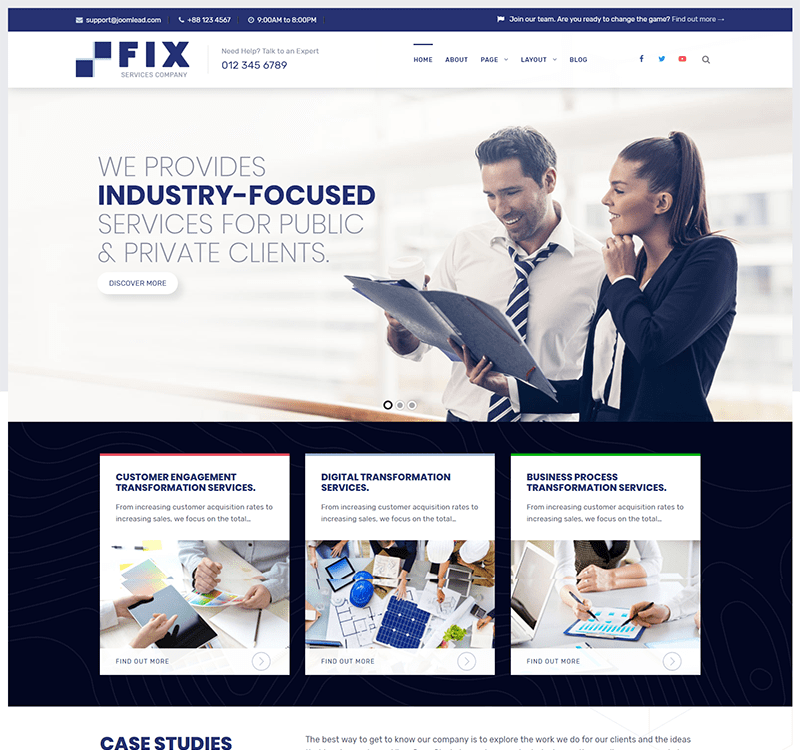 support@joomlead.com
+88 123 4567
9:00AM to 8:00PM
Join our team. Are you ready to change the game? Find out more →
FIX
SERVICES COMPANY
Need Help? Talk to an Expert
012 345 6789
HOME ABOUT PAGE LAYOUT BLOG
WE PROVIDES
INDUSTRY-FOCUSED
SERVICES FOR PUBLIC
& PRIVATE CLIENTS.
DISCOVER MORE
CUSTOMER ENGAGEMENT
TRANSFORMATION SERVICES.
From increasing customer acquisition rates to
increasing sales, we focus on the total...
FIND OUT MORE
DIGITAL TRANSFORMATION
SERVICES.
From increasing customer acquisition rates to
increasing sales, we focus on the total...
FIND OUT MORE
BUSINESS PROCESS
TRANSFORMATION SERVICES.
From increasing customer acquisition rates to
increasing sales, we focus on the total...
FIND OUT MORE
CASE STUDIES
The best way to get to know our company is to explore the work we do for our clients and the ideas